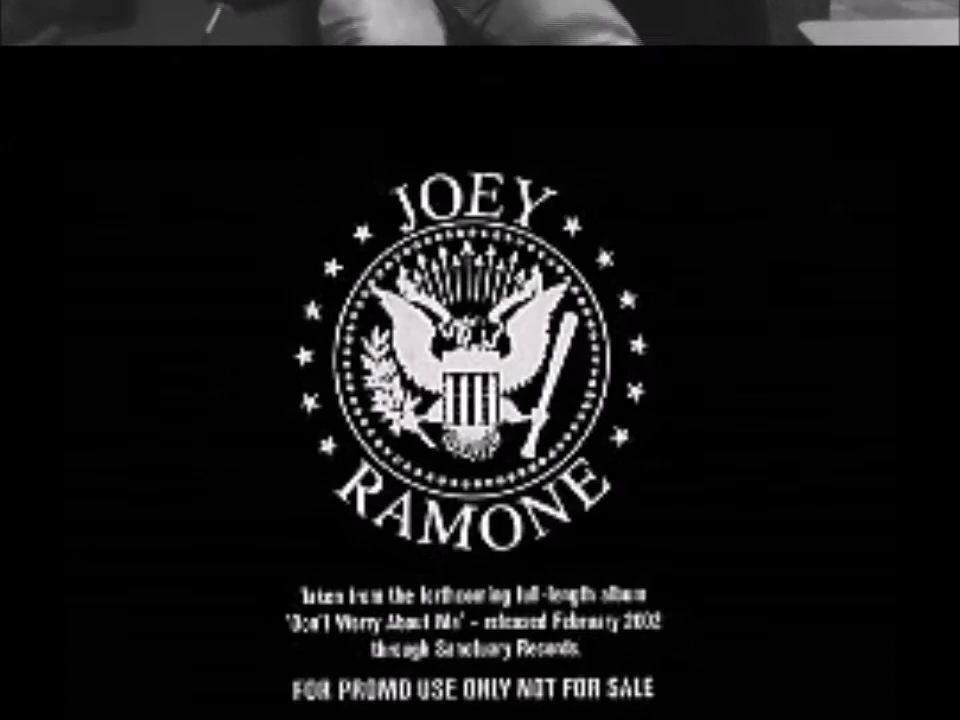 JOEY
RAMONE
Taken from the forthcoming full-length album
'Don't Worry About Me' - released February 2002
through Sanctuary Records.
FOR PROMO USE ONLY NOT FOR SALE